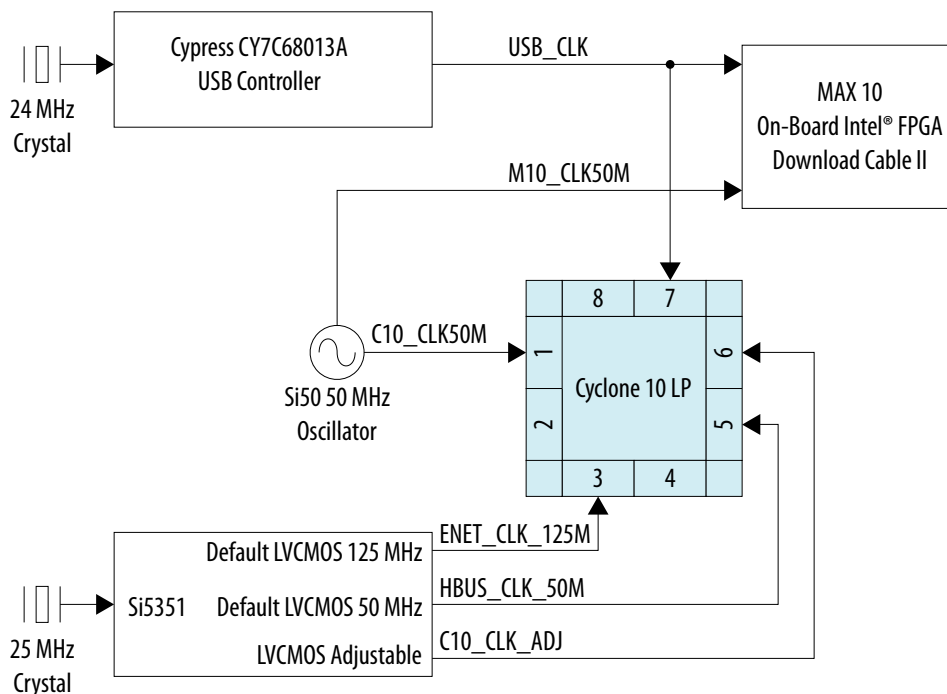 Cypress CY7C68013A
USB Controller
24 MHz
Crystal
USB_CLK
MAX 10
On-Board Intel® FPGA
Download Cable II
M10_CLK50M
8
7
C10_CLK50M
1
6
Cyclone 10 LP
Si50 50 MHz
Oscillator
2
5
3
4
ENET_CLK_125M
Default LVCMOS 125 MHz
HBUS_CLK_50M
Si5351
Default LVCMOS 50 MHz
C10_CLK_ADJ
LVCMOS Adjustable
25 MHz
Crystal